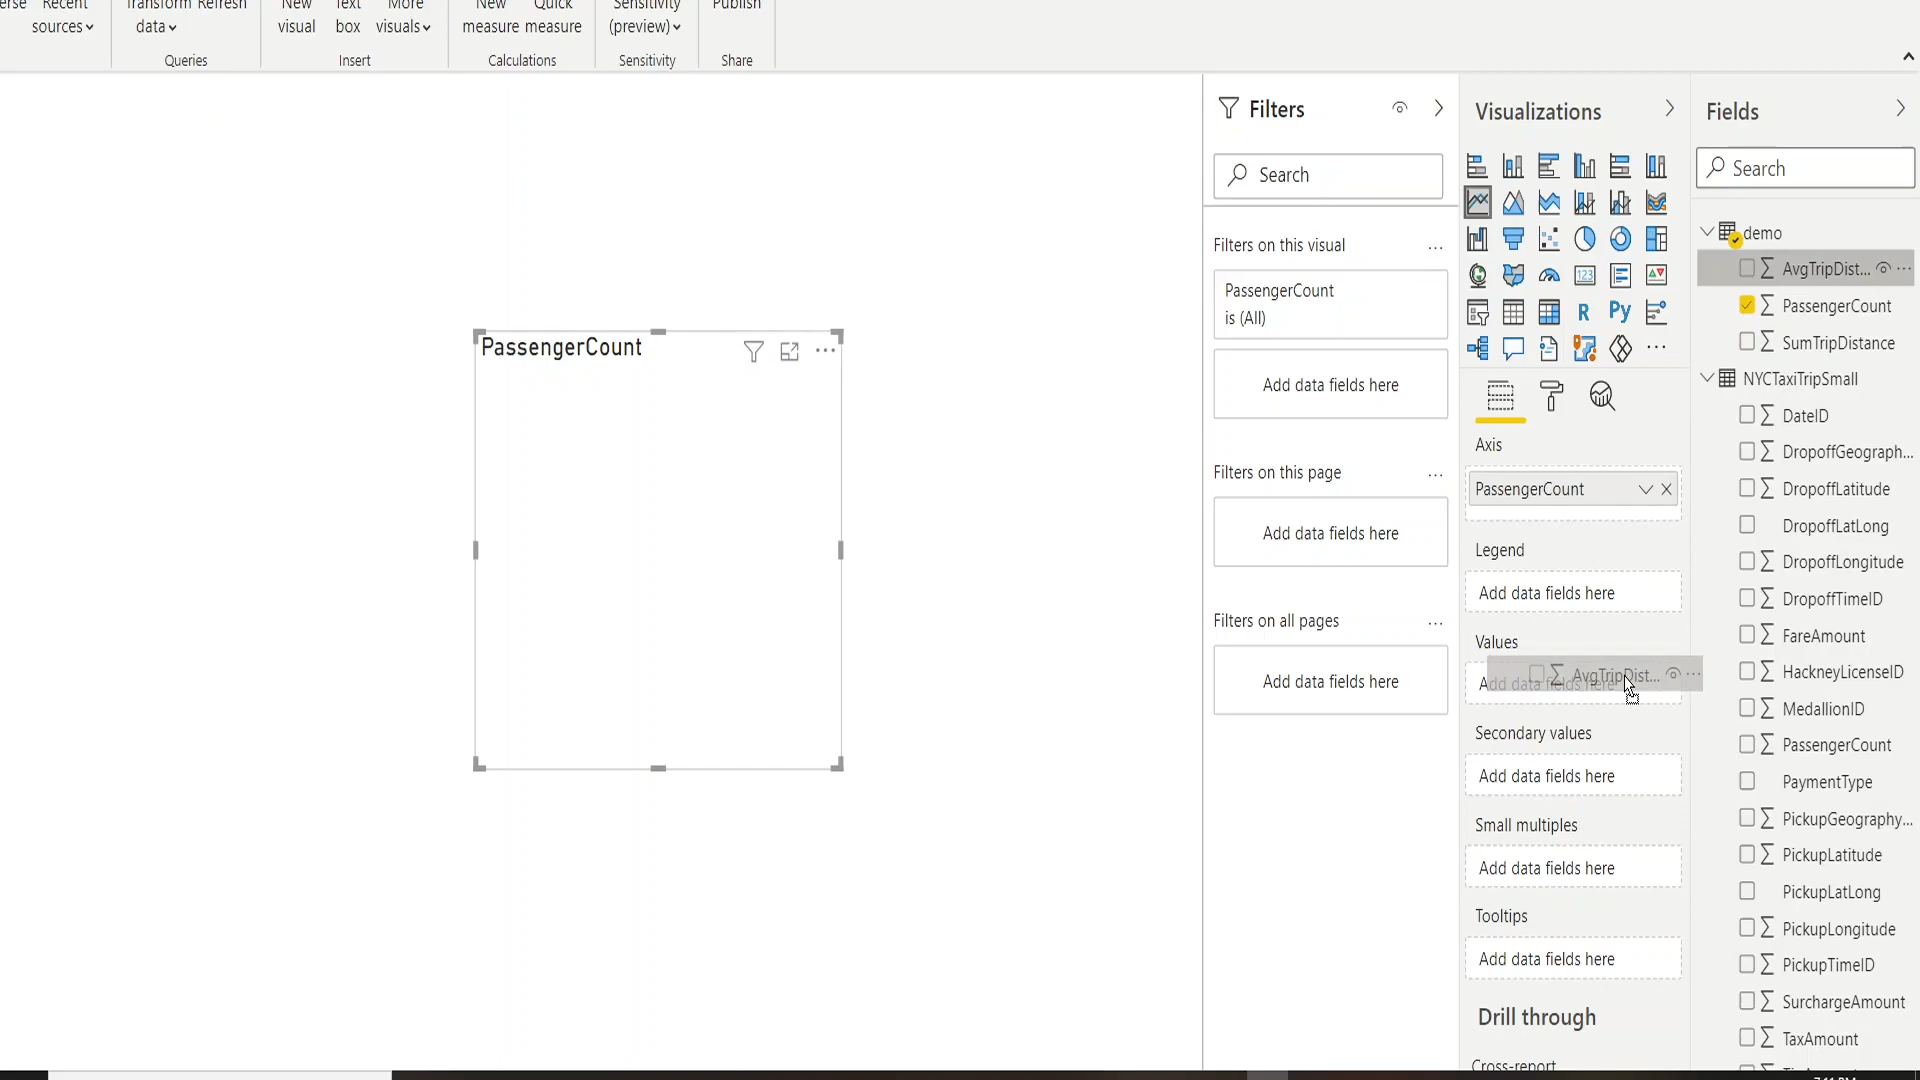 Recent
sources
Transform Refresh
data
Queries
New
visual
Text
box
More
visuals
Insert
New
measure
Quick
measure
Calculations
Sensitivity
(preview)
Sensitivity
Publish
Share
PassengerCount
Filters
Search
Filters on this visual
PassengerCount
is (All)
Add data fields here
Filters on this page
Add data fields here
Filters on all pages
Add data fields here
Visualizations
123
R
Py
Axis
PassengerCount
Legend
Add data fields here
Values
Add data fields here
AvgTripDist...
Secondary values
Add data fields here
Small multiples
Add data fields here
Tooltips
Add data fields here
Drill through
Cross-report
Fields
Search
demo
AvgTripDist...
PassengerCount
SumTripDistance
NYCTaxiTripSmall
DateID
DropoffGeograph...
DropoffLatitude
DropoffLatLong
DropoffLongitude
DropoffTimeID
FareAmount
HackneyLicenseID
MedallionID
PassengerCount
PaymentType
PickupGeography...
PickupLatitude
PickupLatLong
PickupLongitude
PickupTimeID
SurchargeAmount
TaxAmount